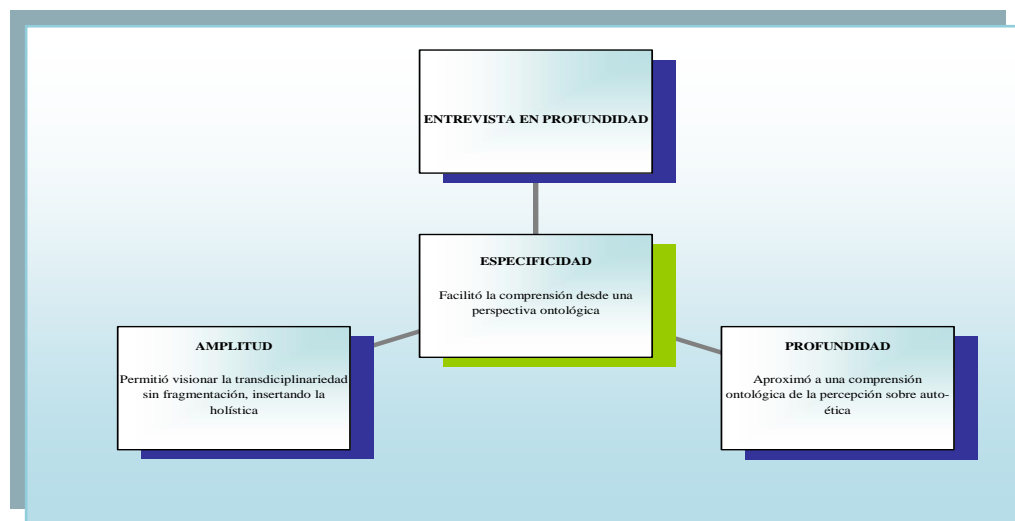 ENTREVISTA EN PROFUNDIDAD
ESPECIFICIDAD
Facilitó la comprensión desde una
perspectiva ontológica
AMPLITUD
Permitió visionar la transdiciplinariedad
sin fragmentación, insertando la
holística
PROFUNDIDAD
Aproximó a una comprensión
ontológica de la percepción sobre auto-
ética